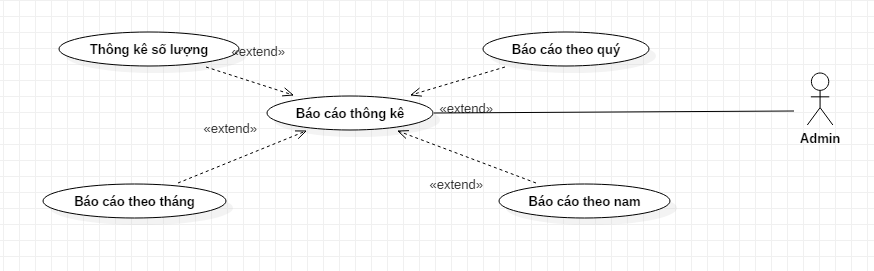 Thông kê số lượng
«extend»
Báo cáo theo quý
Báo cáo thông kê
«extend»
Admin
«extend»
Báo cáo theo tháng
«extend»
Báo cáo theo nam